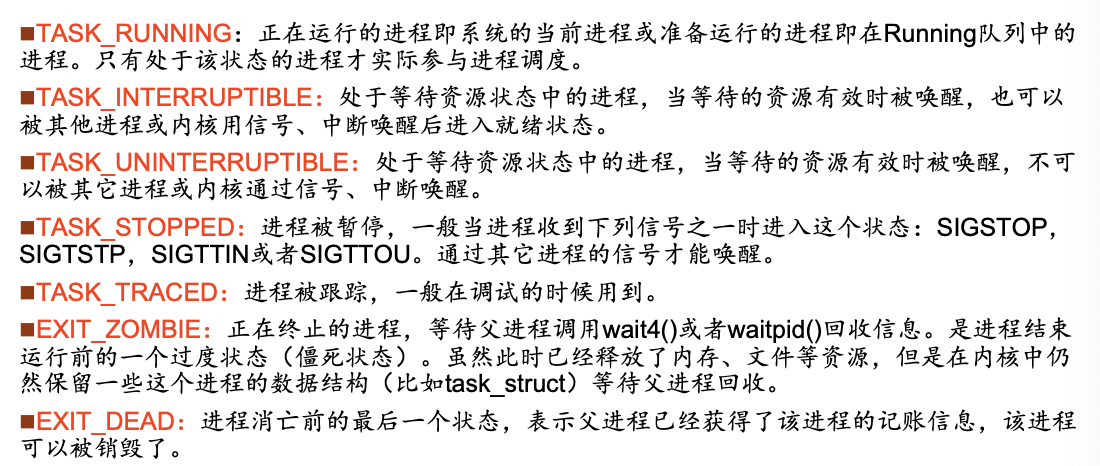 ■TASK_RUNNING：正在运行的进程即系统的当前进程或准备运行的进程即在Running队列中的
进程。只有处于该状态的进程才实际参与进程调度。
■TASK_INTERRUPTIBLE：处于等待资源状态中的进程，当等待的资源有效时被唤醒，也可以
被其他进程或内核用信号、中断唤醒后进入就绪状态。
■TASK_UNINTERRUPTIBLE：处于等待资源状态中的进程，当等待的资源有效时被唤醒，不可
以被其它进程或内核通过信号、中断唤醒。
■TASK_STOPPED：进程被暂停，一般当进程收到下列信号之一时进入这个状态：SIGSTOP，
SIGTSTP，SIGTTIN或者SIGTTOU。通过其它进程的信号才能唤醒。
■TASK_TRACED：进程被跟踪，一般在调试的时候用到。
■EXIT_ZOMBIE：正在终止的进程，等待父进程调用wait4()或者waitpid()回收信息。是进程结束
运行前的一个过度状态（僵死状态）。虽然此时已经释放了内存、文件等资源，但是在内核中仍
然保留一些这个进程的数据结构（比如task_struct）等待父进程回收。
■EXIT_DEAD：进程消亡前的最后一个状态，表示父进程已经获得了该进程的记账信息，该进程
可以被销毁了。